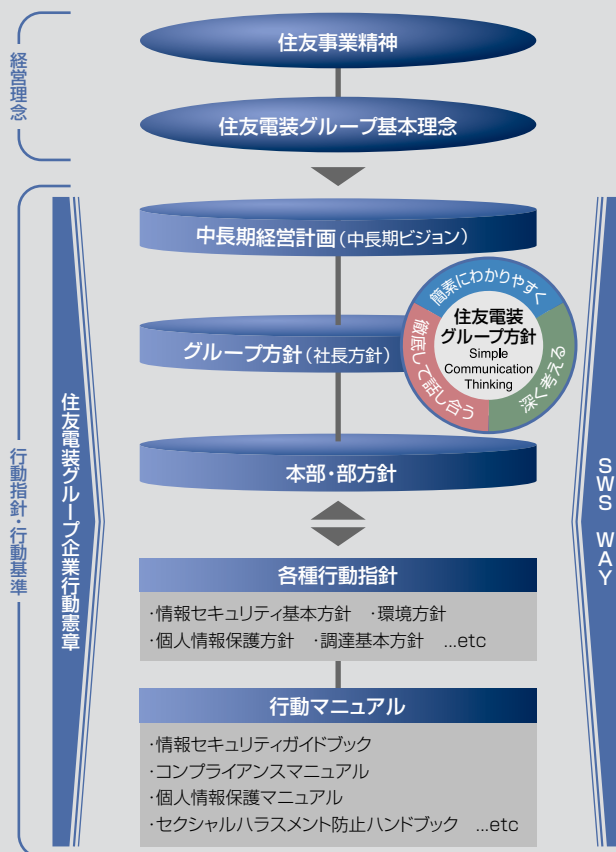 経営理念
住友事業精神
住友電装グループ基本理念
行動指針・行動基準
住友電装グループ企業行動憲章
中長期経営計画(中長期ビジョン)
グループ方針(社長方針)
簡素にわかりやすく
徹底して話し合う
深く考える
住友電装
グループ方針
Simple
Communication
Thinking
本部・部方針
SWS WAY
各種行動指針
・情報セキュリティ基本方針 ・環境方針
・個人情報保護方針 ・調達基本方針 ...etc
行動マニュアル
・情報セキュリティガイドブック
・コンプライアンスマニュアル
・個人情報保護マニュアル
・セクシャルハラスメント防止ハンドブック ...etc